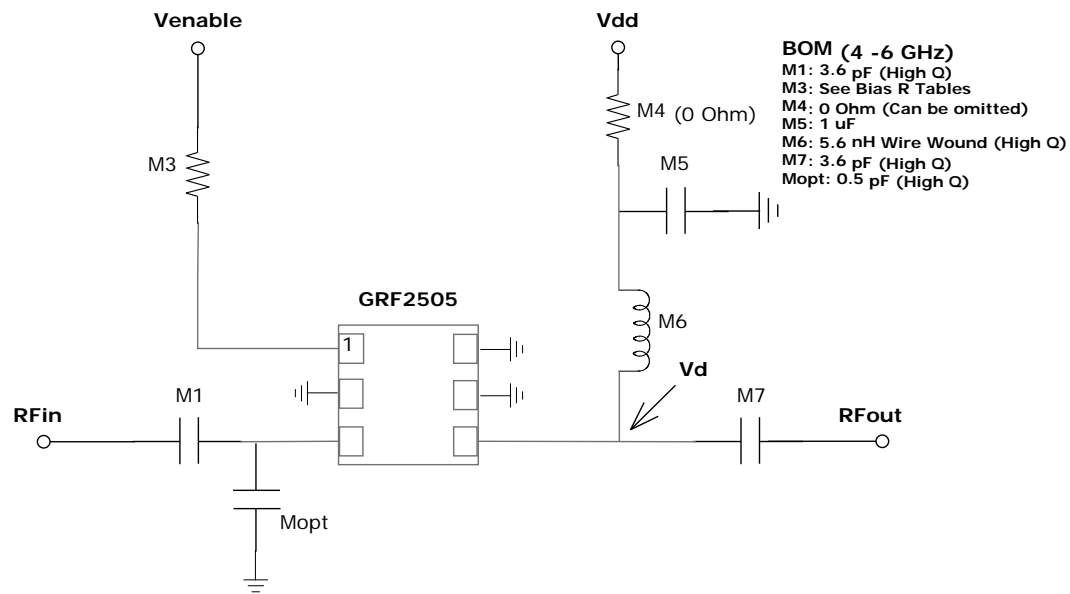 Venable
Vdd
BOM (4 -6 GHz)
M1: 3.6 pF (High Q)
M3: See Bias R Tables
M4: 0 Ohm (Can be omitted)
M5: 1 uF
M6: 5.6 nH Wire Wound (High Q)
M7: 3.6 pF (High Q)
Mopt: 0.5 pF (High Q)
M4 (0 Ohm)
M3
M5
GRF2505
M6
1
Vd
M1
M7
RFin
RFout
Mopt